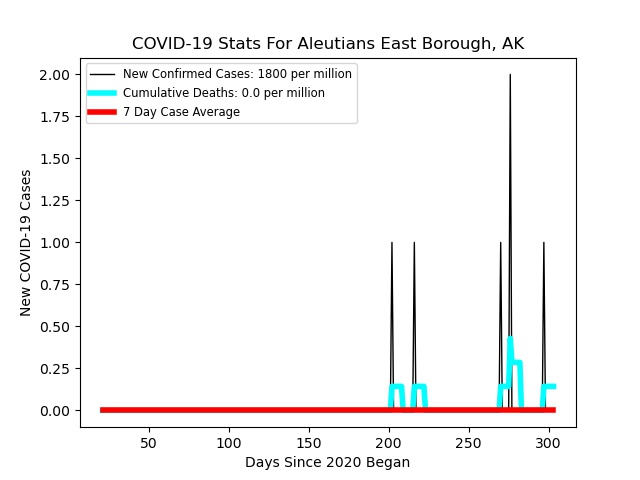 COVID-19 Stats For Aleutians East Borough, AK
New Confirmed Cases: 1800 per million
Cumulative Deaths: 0.0 per million
7 Day Case Average
2.00
1.75
1.50
1.25
1.00
0.75
0.50
0.25
0.00
New COVID-19 Cases
50 100 150 200 250 300
Days Since 2020 Began